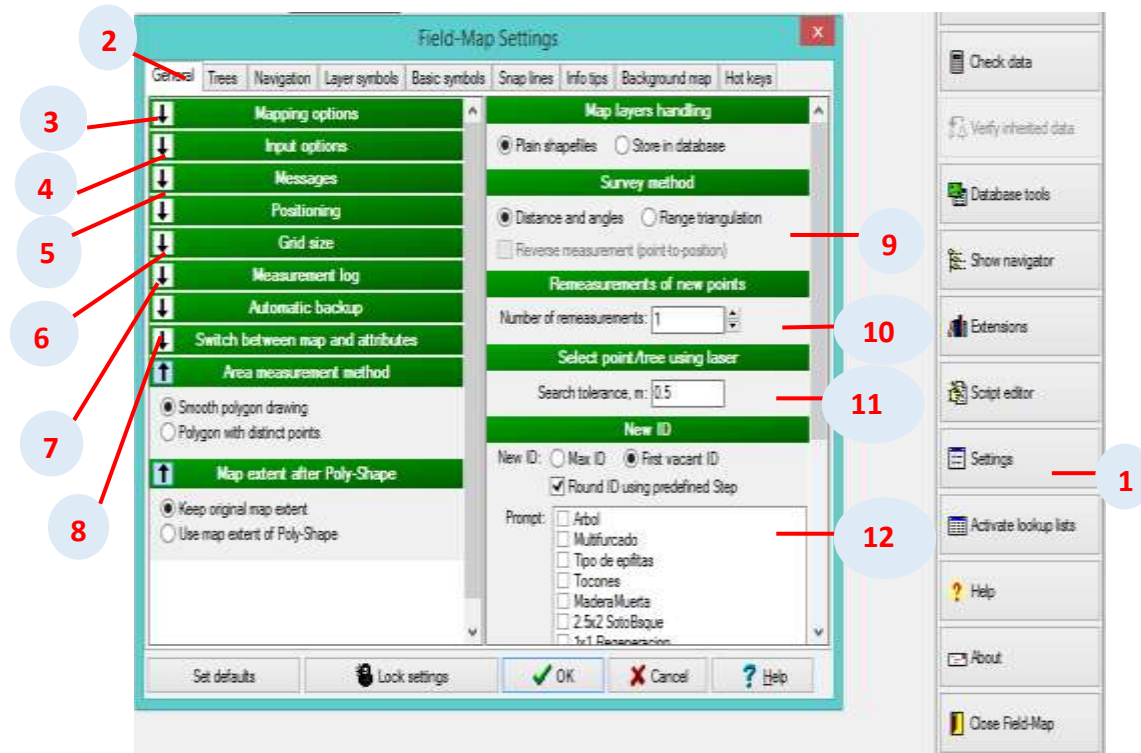 Field-Map Settings
x
General Trees Navigation Layer symbols Basic symbols Snap lines Info tips Background map Hot keys
Mapping options
Input options
Messages
Positioning
Grid size
Measurement log
Automatic backup
Switch between map and attributes
Area measurement method
Smooth polygon drawing
Polygon with distinct points
Map extent after Poly-Shape
Keep original map extent
Use map extent of Poly-Shape
Map layers handling
Plain shapefiles Store in database
Survey method
Distance and angles Range triangulation
Reverse measurement (point-to-position)
Remeasurements of new points
Number of remeasurements: 1
Select point/tree using laser
Search tolerance, m: 0.5
New ID
New ID: Max ID First vacant ID
Round ID using predefined Step
Prompt: Arbol
Multifurcado
Tipo de epifitas
Tocones
MaderaMuerta
2.5x2 SotoBsque
1x1 Regeneracion
Set defaults Lock settings OK Cancel ? Help
Check data
Verify inherited data
Database tools
Show navigator
Extensions
Script editor
Settings
Activate lookup lists
? Help
About
Close Field-Map
1
2
3
4
5
6
7
8
9
10
11
12